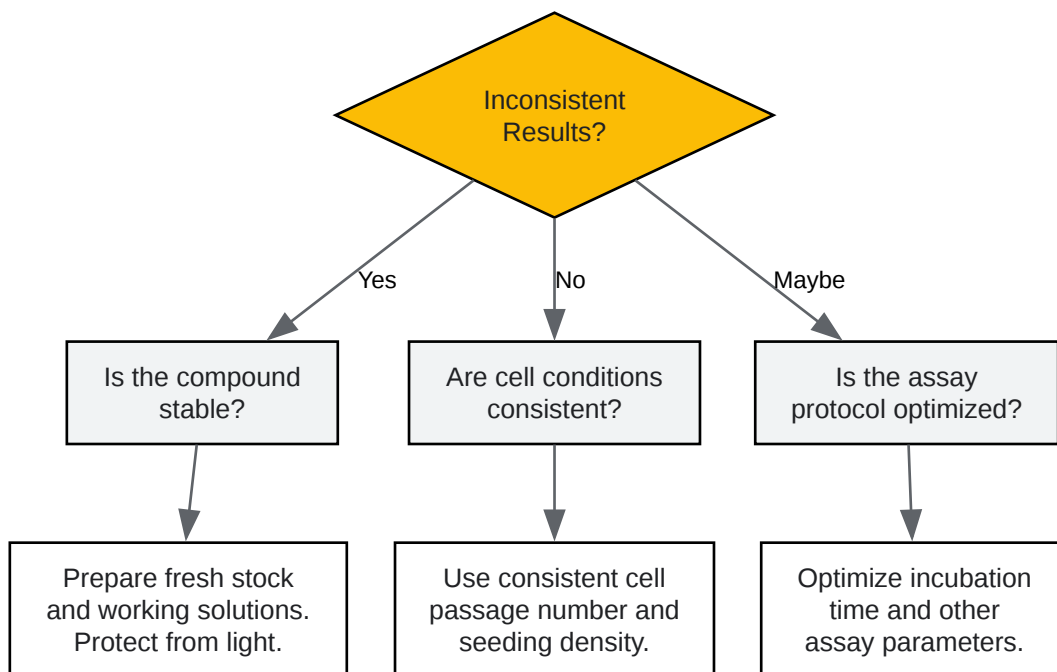 Inconsistent
Results?
Yes
No
Maybe
Is the compound
stable?
Are cell conditions
consistent?
Is the assay
protocol optimized?
Prepare fresh stock
and working solutions.
Protect from light.
Use consistent cell
passage number and
seeding density.
Optimize incubation
time and other
assay parameters.